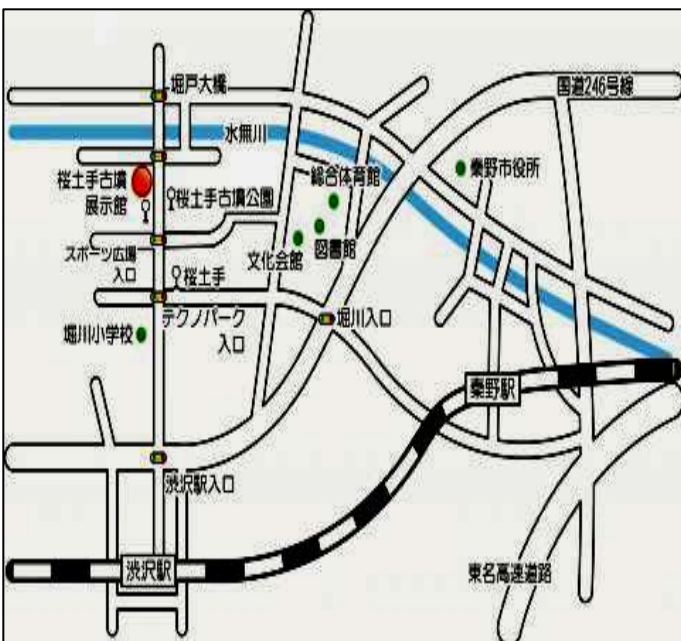 堀戸大橋
国道246号線
水無川
秦野市役所
総合体育館
桜土手古墳
展示館
桜土手古墳公園
スポーツ広場
入口
文化会館
図書館
桜土手
テクノパーク
入口
堀川入口
堀川小学校
秦野駅
渋沢駅入口
渋沢駅
東名高速道路